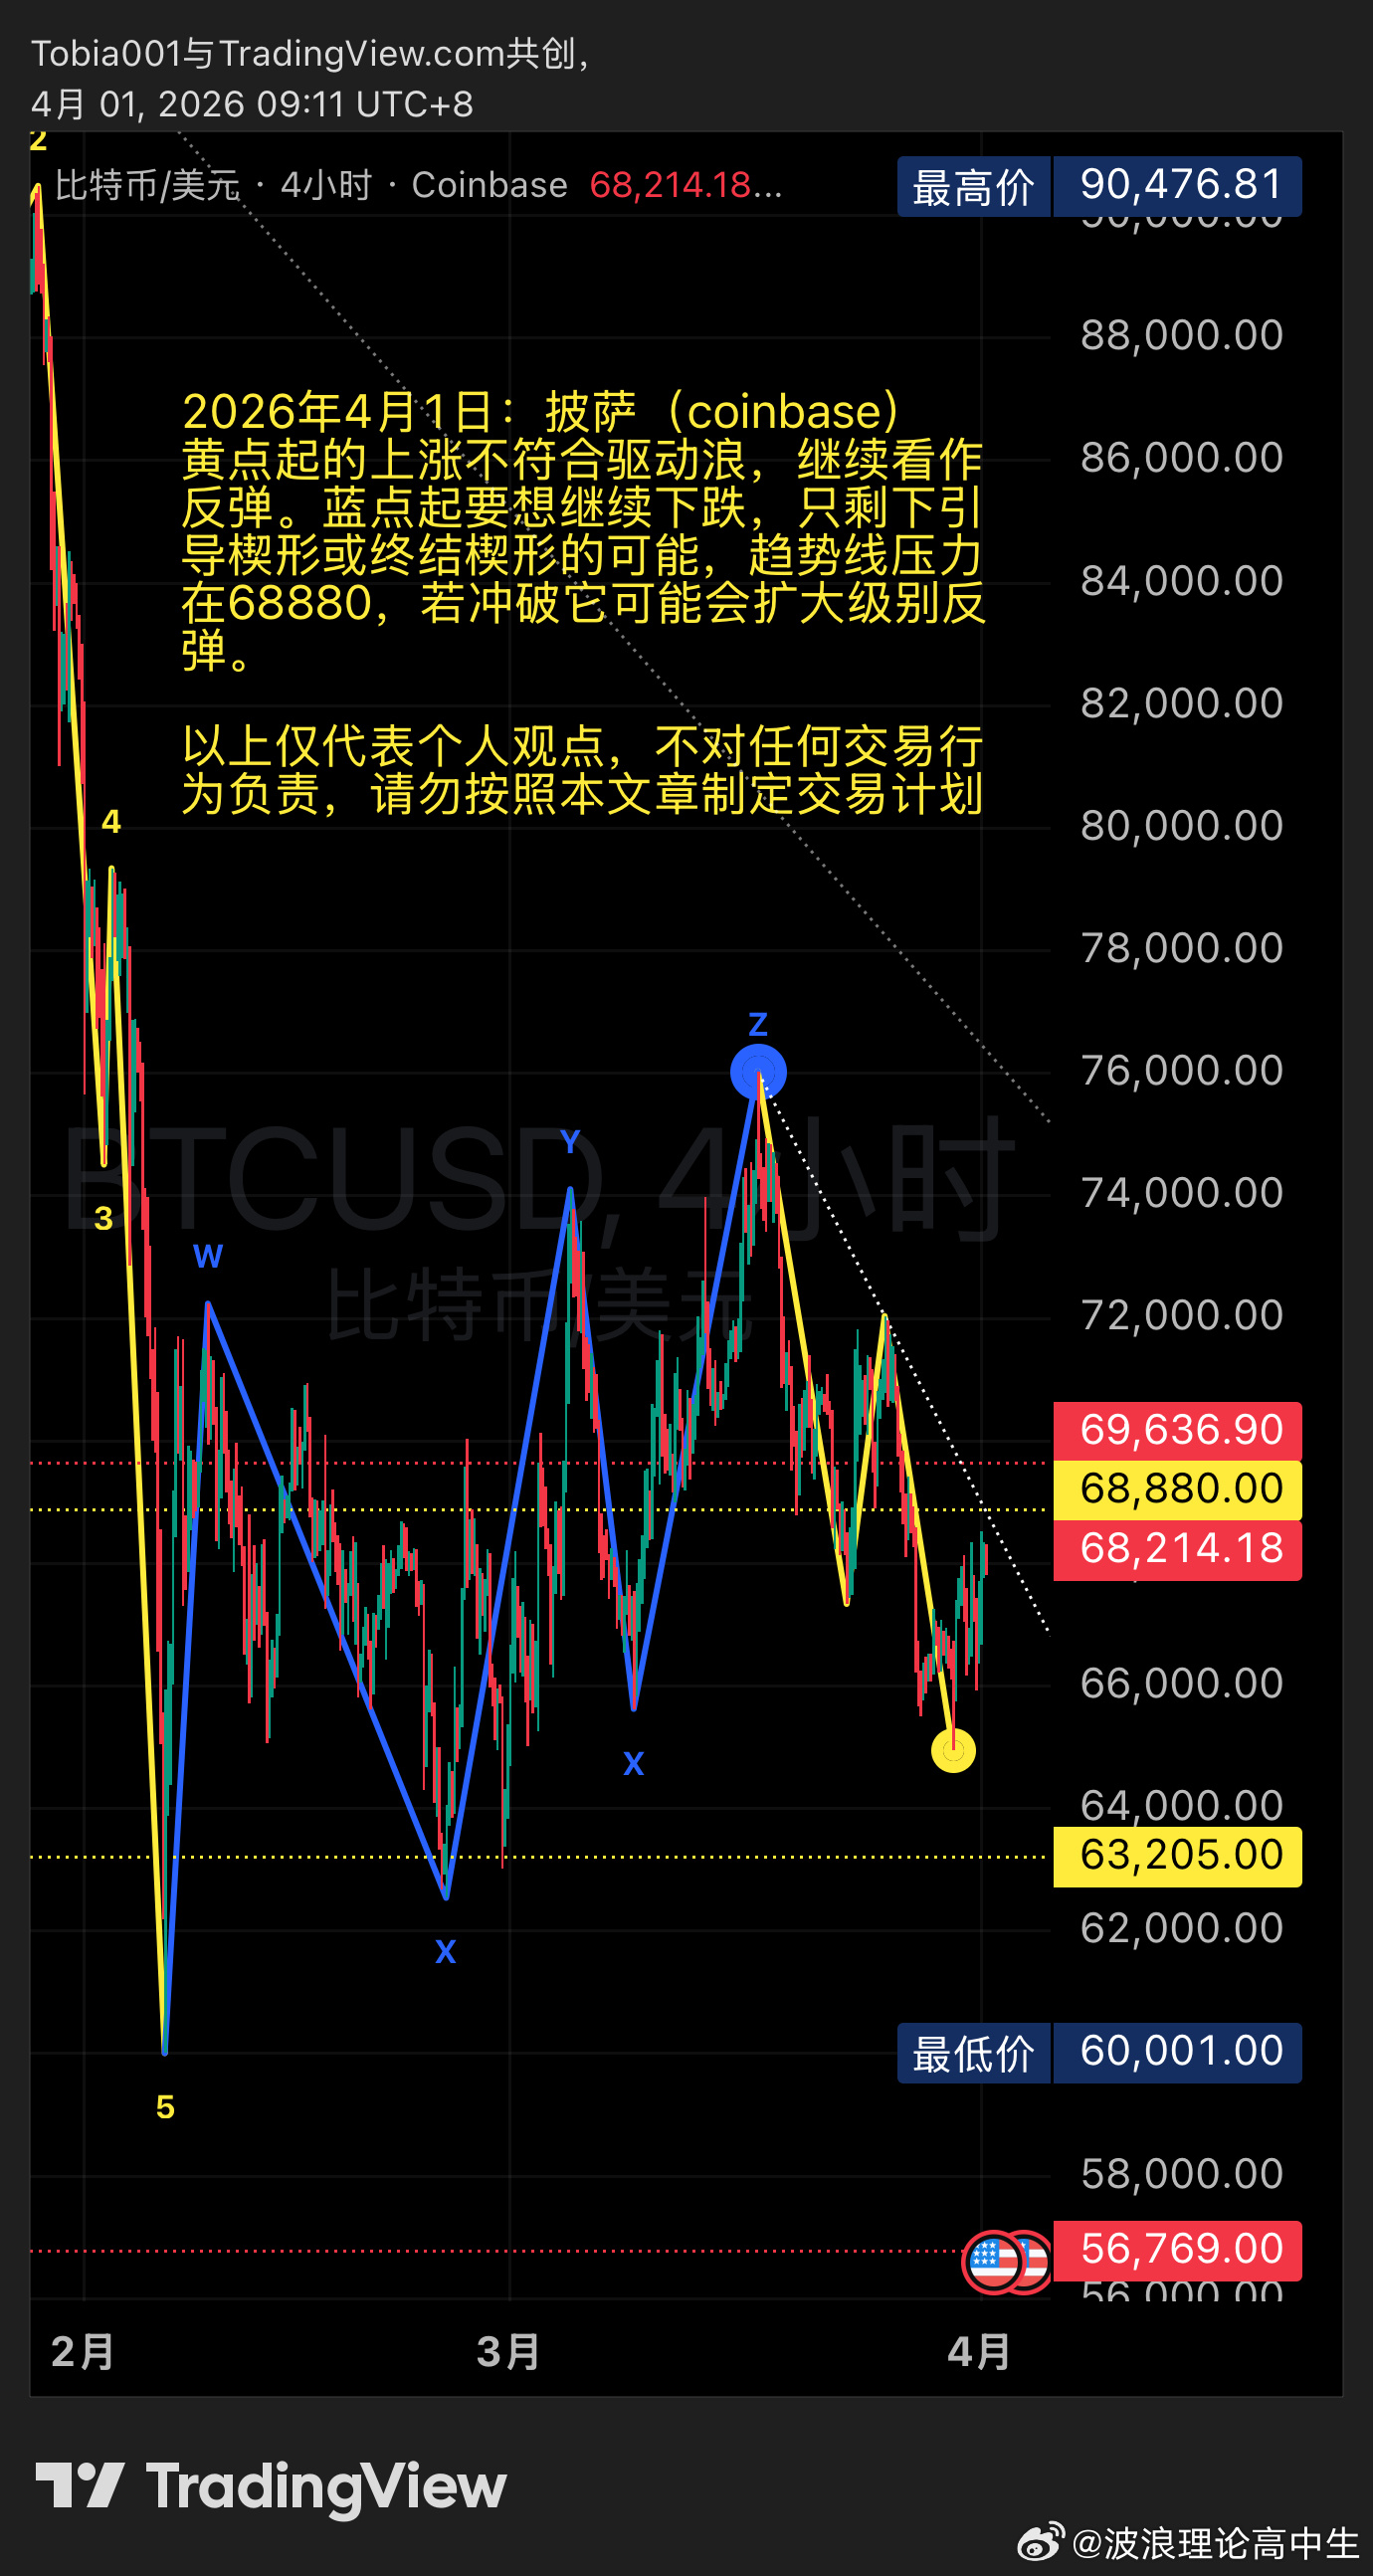 Tobia001与TradingView.com共创，
4月 01, 2026 09:11 UTC+8
2
比特币/美元 · 4小时 · Coinbase 68,214.18...
最高价 90,476.81
90,000.00
88,000.00
2026年4月1日：披萨（coinbase）
黄点起的上涨不符合驱动浪，继续看作
反弹。蓝点起要想继续下跌，只剩下引
导楔形或终结楔形的可能，趋势线压力
在68880，若冲破它可能会扩大级别反
弹。
以上仅代表个人观点，不对任何交易行
为负责，请勿按照本文章制定交易计划
86,000.00
84,000.00
82,000.00
4
80,000.00
78,000.00
Z
76,000.00
BTCUSD, 4小时
比特币/美元
Y
74,000.00
3
W
72,000.00
69,636.90
68,880.00
68,214.18
66,000.00
X
64,000.00
63,205.00
X
62,000.00
最低价 60,001.00
5
58,000.00
56,769.00
56,000.00
2月 3月 4月
TradingView
@波浪理论高中生